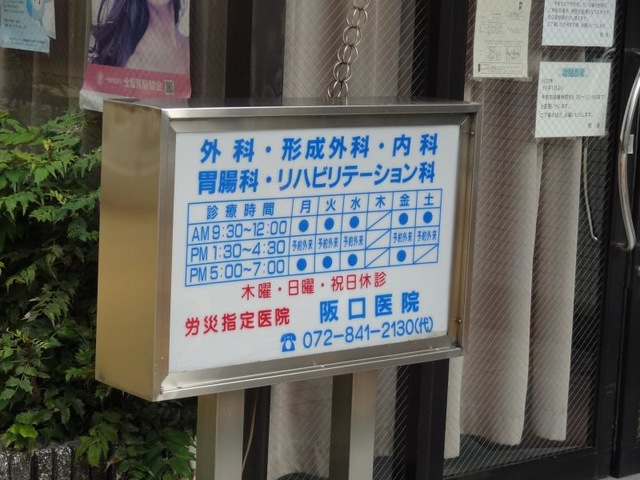 外科・形成外科・内科
胃腸科・リハビリテーション科
診療時間 月 火 水 木 金 土
AM 9:30~12:00 ● ● ● ／ ● ●
PM 1:30~4:30 予約外来 予約外来 予約外来 ／ 予約外来 予約外来
PM 5:00~7:00 ● ● ● ／ ● ／
木曜・日曜・祝日休診
労災指定医院 阪口医院
☎ 072-841-2130(代)